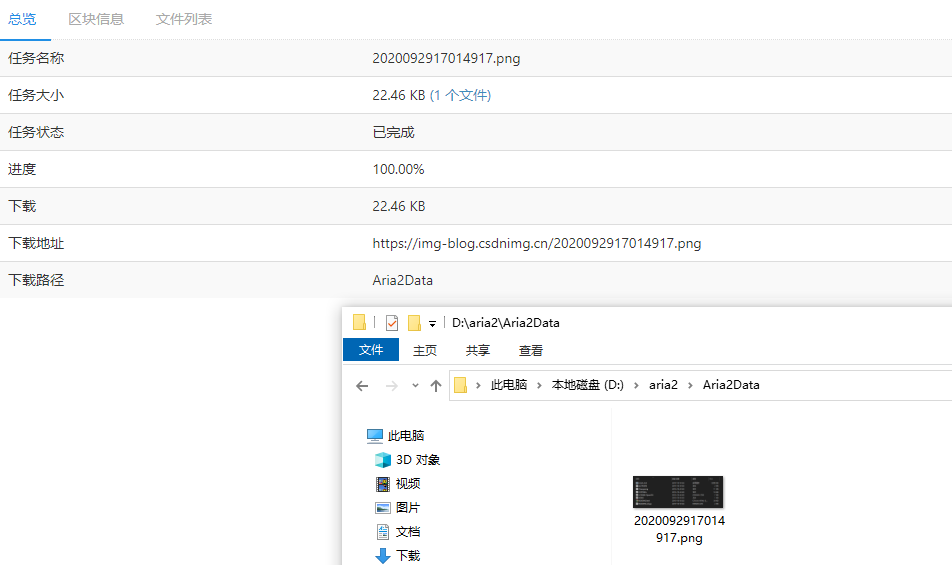 总览 区块信息 文件列表
任务名称 2020092917014917.png
任务大小 22.46 KB (1 个文件)
任务状态 已完成
进度 100.00%
下载 22.46 KB
下载地址 https://img-blog.csdnimg.cn/2020092917014917.png
下载路径 Aria2Data
D:\aria2\Aria2Data
文件 主页 共享 查看
此电脑 › 本地磁盘 (D:) › aria2 › Aria2Data
此电脑
3D 对象
视频
图片
文档
下载
2020092917014
917.png